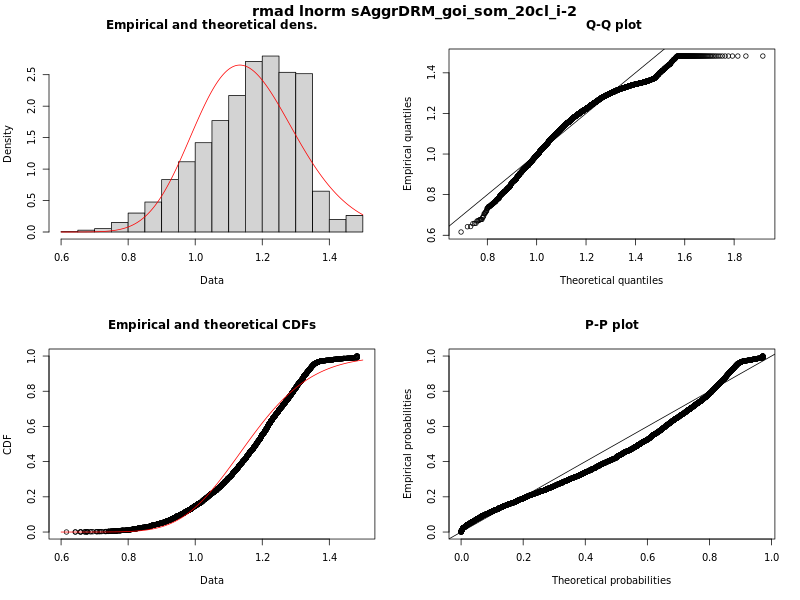 rmad lnorm sAggrDRM_goi_som_20cl_i-2
Empirical and theoretical dens.
Density
0.0 0.5 1.0 1.5 2.0 2.5
0.6 0.8 1.0 1.2 1.4
Data
Q-Q plot
Empirical quantiles
0.6 0.8 1.0 1.2 1.4
0.8 1.0 1.2 1.4 1.6 1.8
Theoretical quantiles
Empirical and theoretical CDFs
CDF
0.0 0.2 0.4 0.6 0.8 1.0
0.6 0.8 1.0 1.2 1.4
Data
P-P plot
Empirical probabilities
0.0 0.2 0.4 0.6 0.8 1.0
0.0 0.2 0.4 0.6 0.8 1.0
Theoretical probabilities